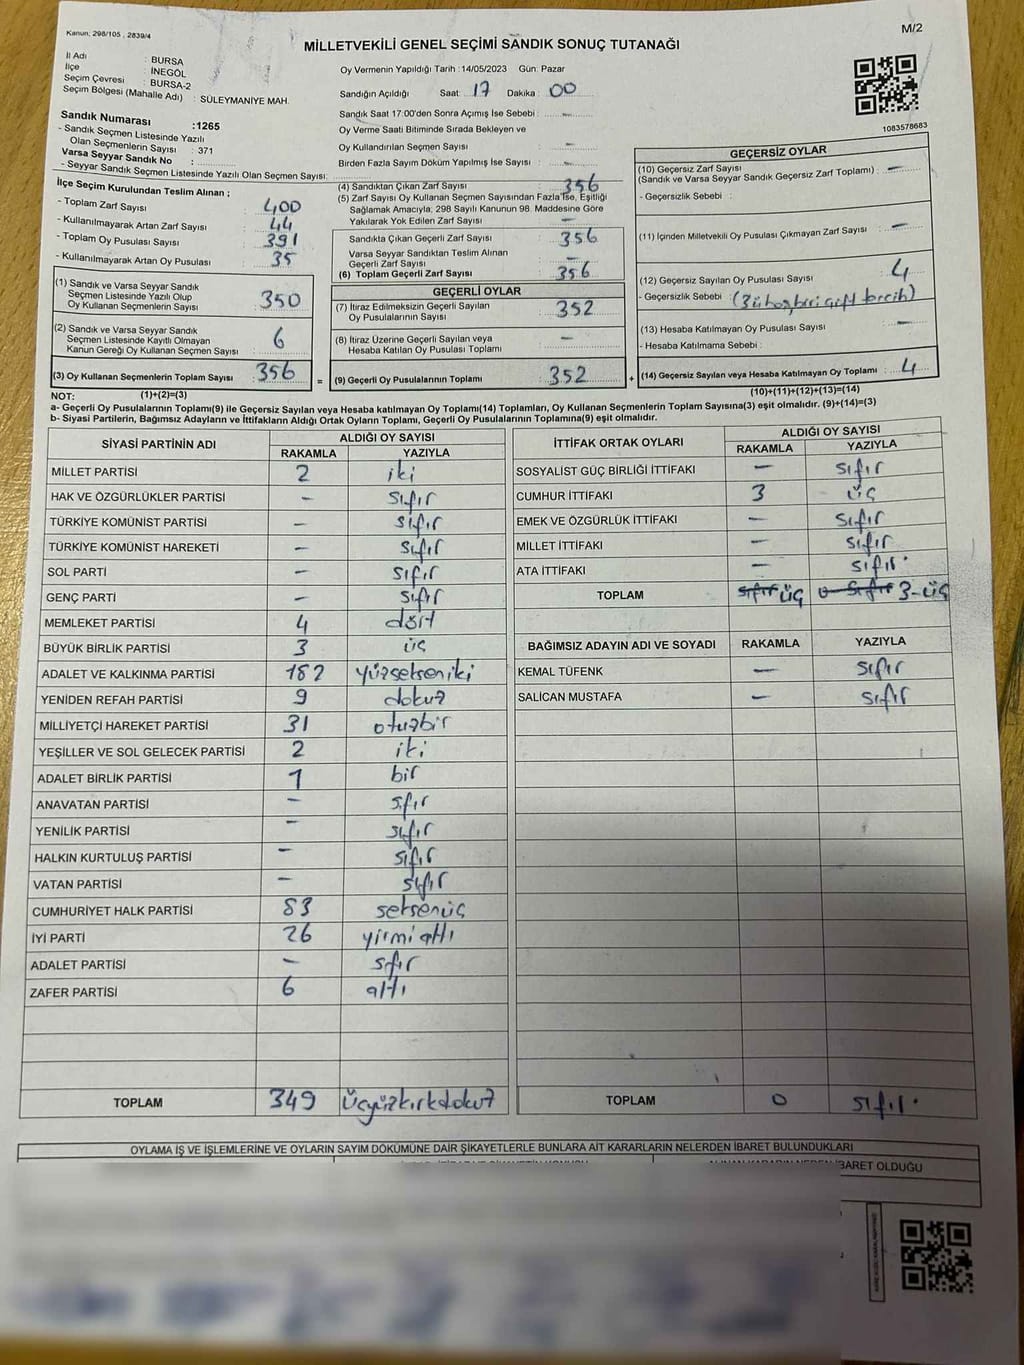 Kanun: 298/105 , 2839/4
M/2
MİLLETVEKİLİ GENEL SEÇİMİ SANDIK SONUÇ TUTANAĞI
İl Adı : BURSA
İlçe : İNEGÖL
Seçim Çevresi : BURSA-2
Seçim Bölgesi (Mahalle Adı) : SÜLEYMANİYE MAH.
Sandık Numarası :1265
- Sandık Seçmen Listesinde Yazılı
Olan Seçmenlerin Sayısı : 371
Varsa Seyyar Sandık No :
- Seyyar Sandık Seçmen Listesinde Yazılı Olan Seçmen Sayısı:
Oy Vermenin Yapıldığı Tarih :14/05/2023 Gün: Pazar
Sandığın Açıldığı Saat: 17 Dakika : 00
Sandık Saat 17:00'den Sonra Açımış İse Sebebi : –
Oy Verme Saati Bitiminde Sırada Bekleyen ve
Oy Kullandırılan Seçmen Sayısı : –
Birden Fazla Sayım Döküm Yapılmış İse Sayısı : –
1083578683
İlçe Seçim Kurulundan Teslim Alınan ;
- Toplam Zarf Sayısı : 400
- Kullanılmayarak Artan Zarf Sayısı : 44
- Toplam Oy Pusulası Sayısı : 391
- Kullanılmayarak Artan Oy Pusulası : 35
(1) Sandık ve Varsa Seyyar Sandık
Seçmen Listesinde Yazılı Olup
Oy Kullanan Seçmenlerin Sayısı : 350
(2) Sandık ve Varsa Seyyar Sandık
Seçmen Listesinde Kayıtlı Olmayan
Kanun Gereği Oy Kullanan Seçmen Sayısı : 6
(3) Oy Kullanan Seçmenlerin Toplam Sayısı : 356
(4) Sandıktan Çıkan Zarf Sayısı : 356
(5) Zarf Sayısı Oy Kullanan Seçmen Sayısından Fazla İse, Eşitliği
Sağlamak Amacıyla; 298 Sayılı Kanunun 98. Maddesine Göre
Yakılarak Yok Edilen Zarf Sayısı : –
Sandıkta Çıkan Geçerli Zarf Sayısı : 356
Varsa Seyyar Sandıktan Teslim Alınan
Geçerli Zarf Sayısı : –
(6) Toplam Geçerli Zarf Sayısı : 356
GEÇERLİ OYLAR
(7) İtiraz Edilmeksizin Geçerli Sayılan
Oy Pusulalarının Sayısı : 352
(8) İtiraz Üzerine Geçerli Sayılan veya
Hesaba Katılan Oy Pusulası Toplamı : –
= (9) Geçerli Oy Pusulalarının Toplamı : 352
GEÇERSİZ OYLAR
(10) Geçersiz Zarf Sayısı
(Sandık ve Varsa Seyyar Sandık Geçersiz Zarf Toplamı) : –
- Geçersizlik Sebebi :
(11) İçinden Milletvekili Oy Pusulası Çıkmayan Zarf Sayısı : –
(12) Geçersiz Sayılan Oy Pusulası Sayısı : 4
- Geçersizlik Sebebi : (3ü boş biri çift tercih)
(13) Hesaba Katılmayan Oy Pusulası Sayısı : –
- Hesaba Katılmama Sebebi :
+ (14) Geçersiz Sayılan veya Hesaba Katılmayan Oy Toplamı : 4
NOT: (1)+(2)=(3)
(10)+(11)+(12)+(13)=(14)
a- Geçerli Oy Pusulalarının Toplamı(9) ile Geçersiz Sayılan veya Hesaba katılmayan Oy Toplamı(14) Toplamları, Oy Kullanan Seçmenlerin Toplam Sayısına(3) eşit olmalıdır. (9)+(14)=(3)
b- Siyasi Partilerin, Bağımsız Adayların ve İttifakların Aldığı Ortak Oyların Toplamı, Geçerli Oy Pusulalarının Toplamına(9) eşit olmalıdır.
SİYASİ PARTİNİN ADI
ALDIĞI OY SAYISI
RAKAMLA YAZIYLA
MİLLET PARTİSİ 2 iki
HAK VE ÖZGÜRLÜKLER PARTİSİ – sıfır
TÜRKİYE KOMÜNİST PARTİSİ – sıfır
TÜRKİYE KOMÜNİST HAREKETİ – sıfır
SOL PARTİ – sıfır
GENÇ PARTİ – sıfır
MEMLEKET PARTİSİ 4 dört
BÜYÜK BİRLİK PARTİSİ 3 üç
ADALET VE KALKINMA PARTİSİ 182 yüzsekseniki
YENİDEN REFAH PARTİSİ 9 dokuz
MİLLİYETÇİ HAREKET PARTİSİ 31 otuzbir
YEŞİLLER VE SOL GELECEK PARTİSİ 2 iki
ADALET BİRLİK PARTİSİ 1 bir
ANAVATAN PARTİSİ – sıfır
YENİLİK PARTİSİ – sıfır
HALKIN KURTULUŞ PARTİSİ – sıfır
VATAN PARTİSİ – sıfır
CUMHURİYET HALK PARTİSİ 83 seksenüç
İYİ PARTİ 26 yirmi altı
ADALET PARTİSİ – sıfır
ZAFER PARTİSİ 6 altı
TOPLAM 349 Üçyüzkırkdokuz
İTTİFAK ORTAK OYLARI
ALDIĞI OY SAYISI
RAKAMLA YAZIYLA
SOSYALİST GÜÇ BİRLİĞİ İTTİFAKI – sıfır
CUMHUR İTTİFAKI 3 üç
EMEK VE ÖZGÜRLÜK İTTİFAKI – sıfır
MİLLET İTTİFAKI – sıfır
ATA İTTİFAKI – sıfır
TOPLAM sıfır üç 0 sıfır 3-üç
BAĞIMSIZ ADAYIN ADI VE SOYADI RAKAMLA YAZIYLA
KEMAL TÜFENK – sıfır
SALİCAN MUSTAFA – sıfır
TOPLAM 0 sıfır
OYLAMA İŞ VE İŞLEMLERİNE VE OYLARIN SAYIM DÖKÜMÜNE DAİR ŞİKAYETLERLE BUNLARA AİT KARARLARIN NELERDEN İBARET BULUNDUKLARI
BARET OLDUĞU